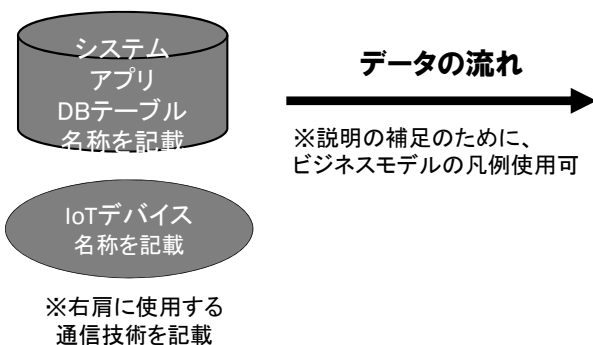 システム
アプリ
DBテーブル
名称を記載
データの流れ
※説明の補足のために、
ビジネスモデルの凡例使用可
IoTデバイス
名称を記載
※右肩に使用する
通信技術を記載